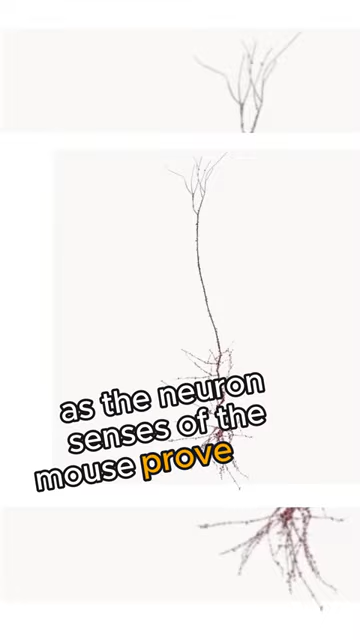 as the neuron
senses of the
mouse prove